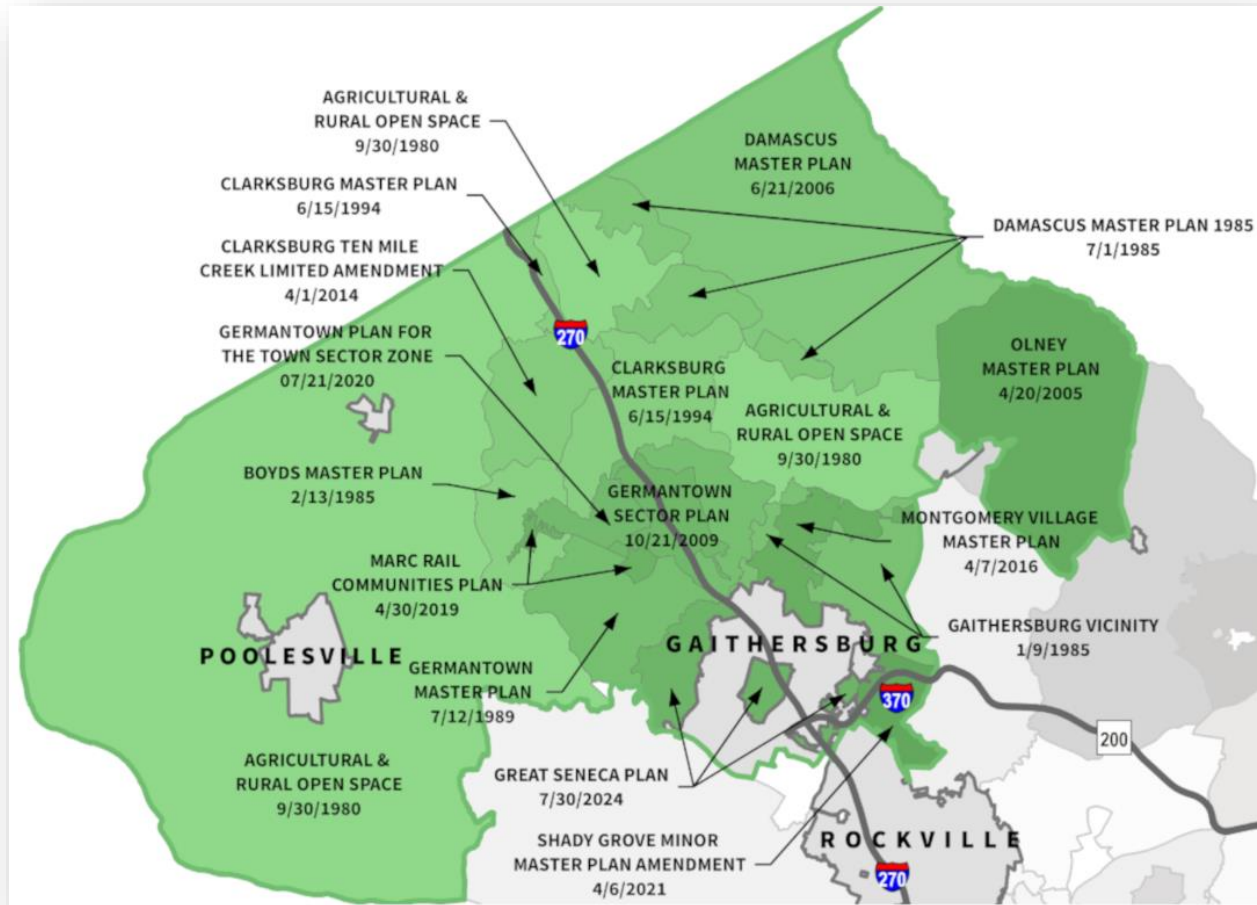 AGRICULTURAL &
RURAL OPEN SPACE
9/30/1980
CLARKSBURG MASTER PLAN
6/15/1994
CLARKSBURG TEN MILE
CREEK LIMITED AMENDMENT
4/1/2014
GERMANTOWN PLAN FOR
THE TOWN SECTOR ZONE
07/21/2020
BOYDS MASTER PLAN
2/13/1985
MARC RAIL
COMMUNITIES PLAN
4/30/2019
POOLESVILLE
GERMANTOWN
MASTER PLAN
7/12/1989
AGRICULTURAL &
RURAL OPEN SPACE
9/30/1980
DAMASCUS
MASTER PLAN
6/21/2006
DAMASCUS MASTER PLAN 1985
7/1/1985
270
CLARKSBURG
MASTER PLAN
6/15/1994
AGRICULTURAL &
RURAL OPEN SPACE
9/30/1980
OLNEY
MASTER PLAN
4/20/2005
GERMANTOWN
SECTOR PLAN
10/21/2009
MONTGOMERY VILLAGE
MASTER PLAN
4/7/2016
GAITHERSBURG
GAITHERSBURG VICINITY
1/9/1985
370
200
GREAT SENECA PLAN
7/30/2024
SHADY GROVE MINOR
MASTER PLAN AMENDMENT
4/6/2021
ROCKVILLE
270